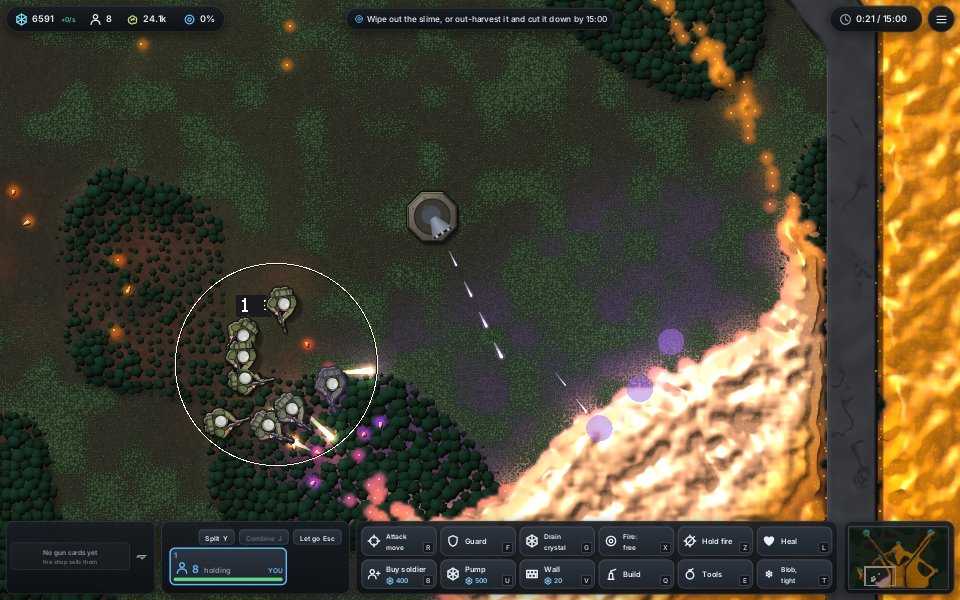 6591 +0/s 8 24.1k 0%
Wipe out the slime, or out-harvest it and cut it down by 15:00
0:21 / 15:00
1
No gun cards yet
the shop sells them
Split Y
Combine J
Let go Esc
1
8 holding YOU
Attack move R
Guard F
Drain crystal G
Fire: free X
Hold fire Z
Heal L
Buy soldier 400 B
Pump 500 U
Wall 20 V
Build Q
Tools E
Blob, tight T